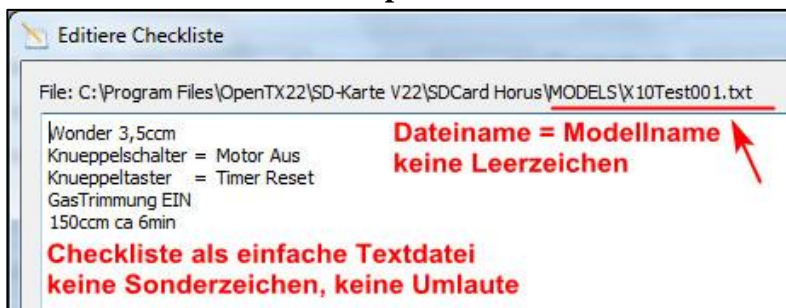 Editiere Checkliste
File: C:\Program Files\OpenTX22\SD-Karte V22\SDCard Horus\MODELS\X10Test001.txt
Wonder 3,5ccm
Knueppelschalter = Motor Aus
Knueppeltaster = Timer Reset
GasTrimmung EIN
150ccm ca 6min
Dateiname = Modellname
keine Leerzeichen
Checkliste als einfache Textdatei
keine Sonderzeichen, keine Umlaute